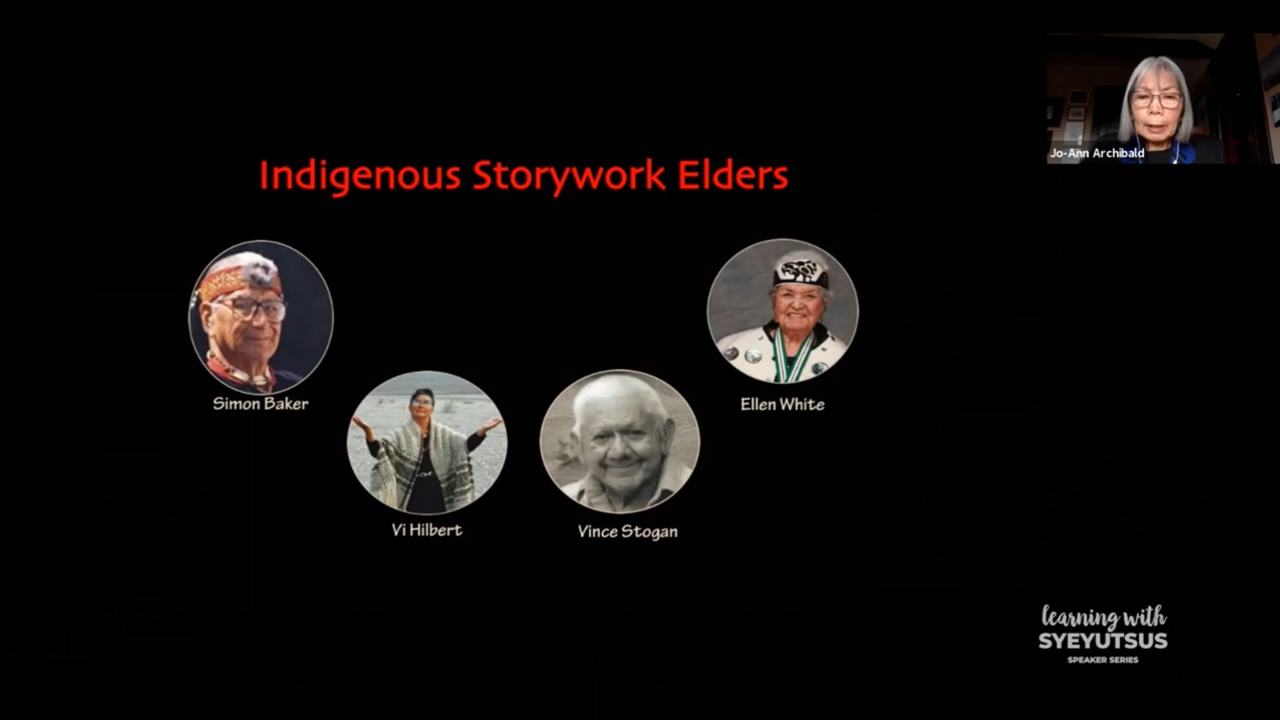 Jo-Ann Archibald
Indigenous Storywork Elders
Simon Baker
Ellen White
Vi Hilbert
Vince Stogan
learning with
SYEYUTSUS
SPEAKER SERIES